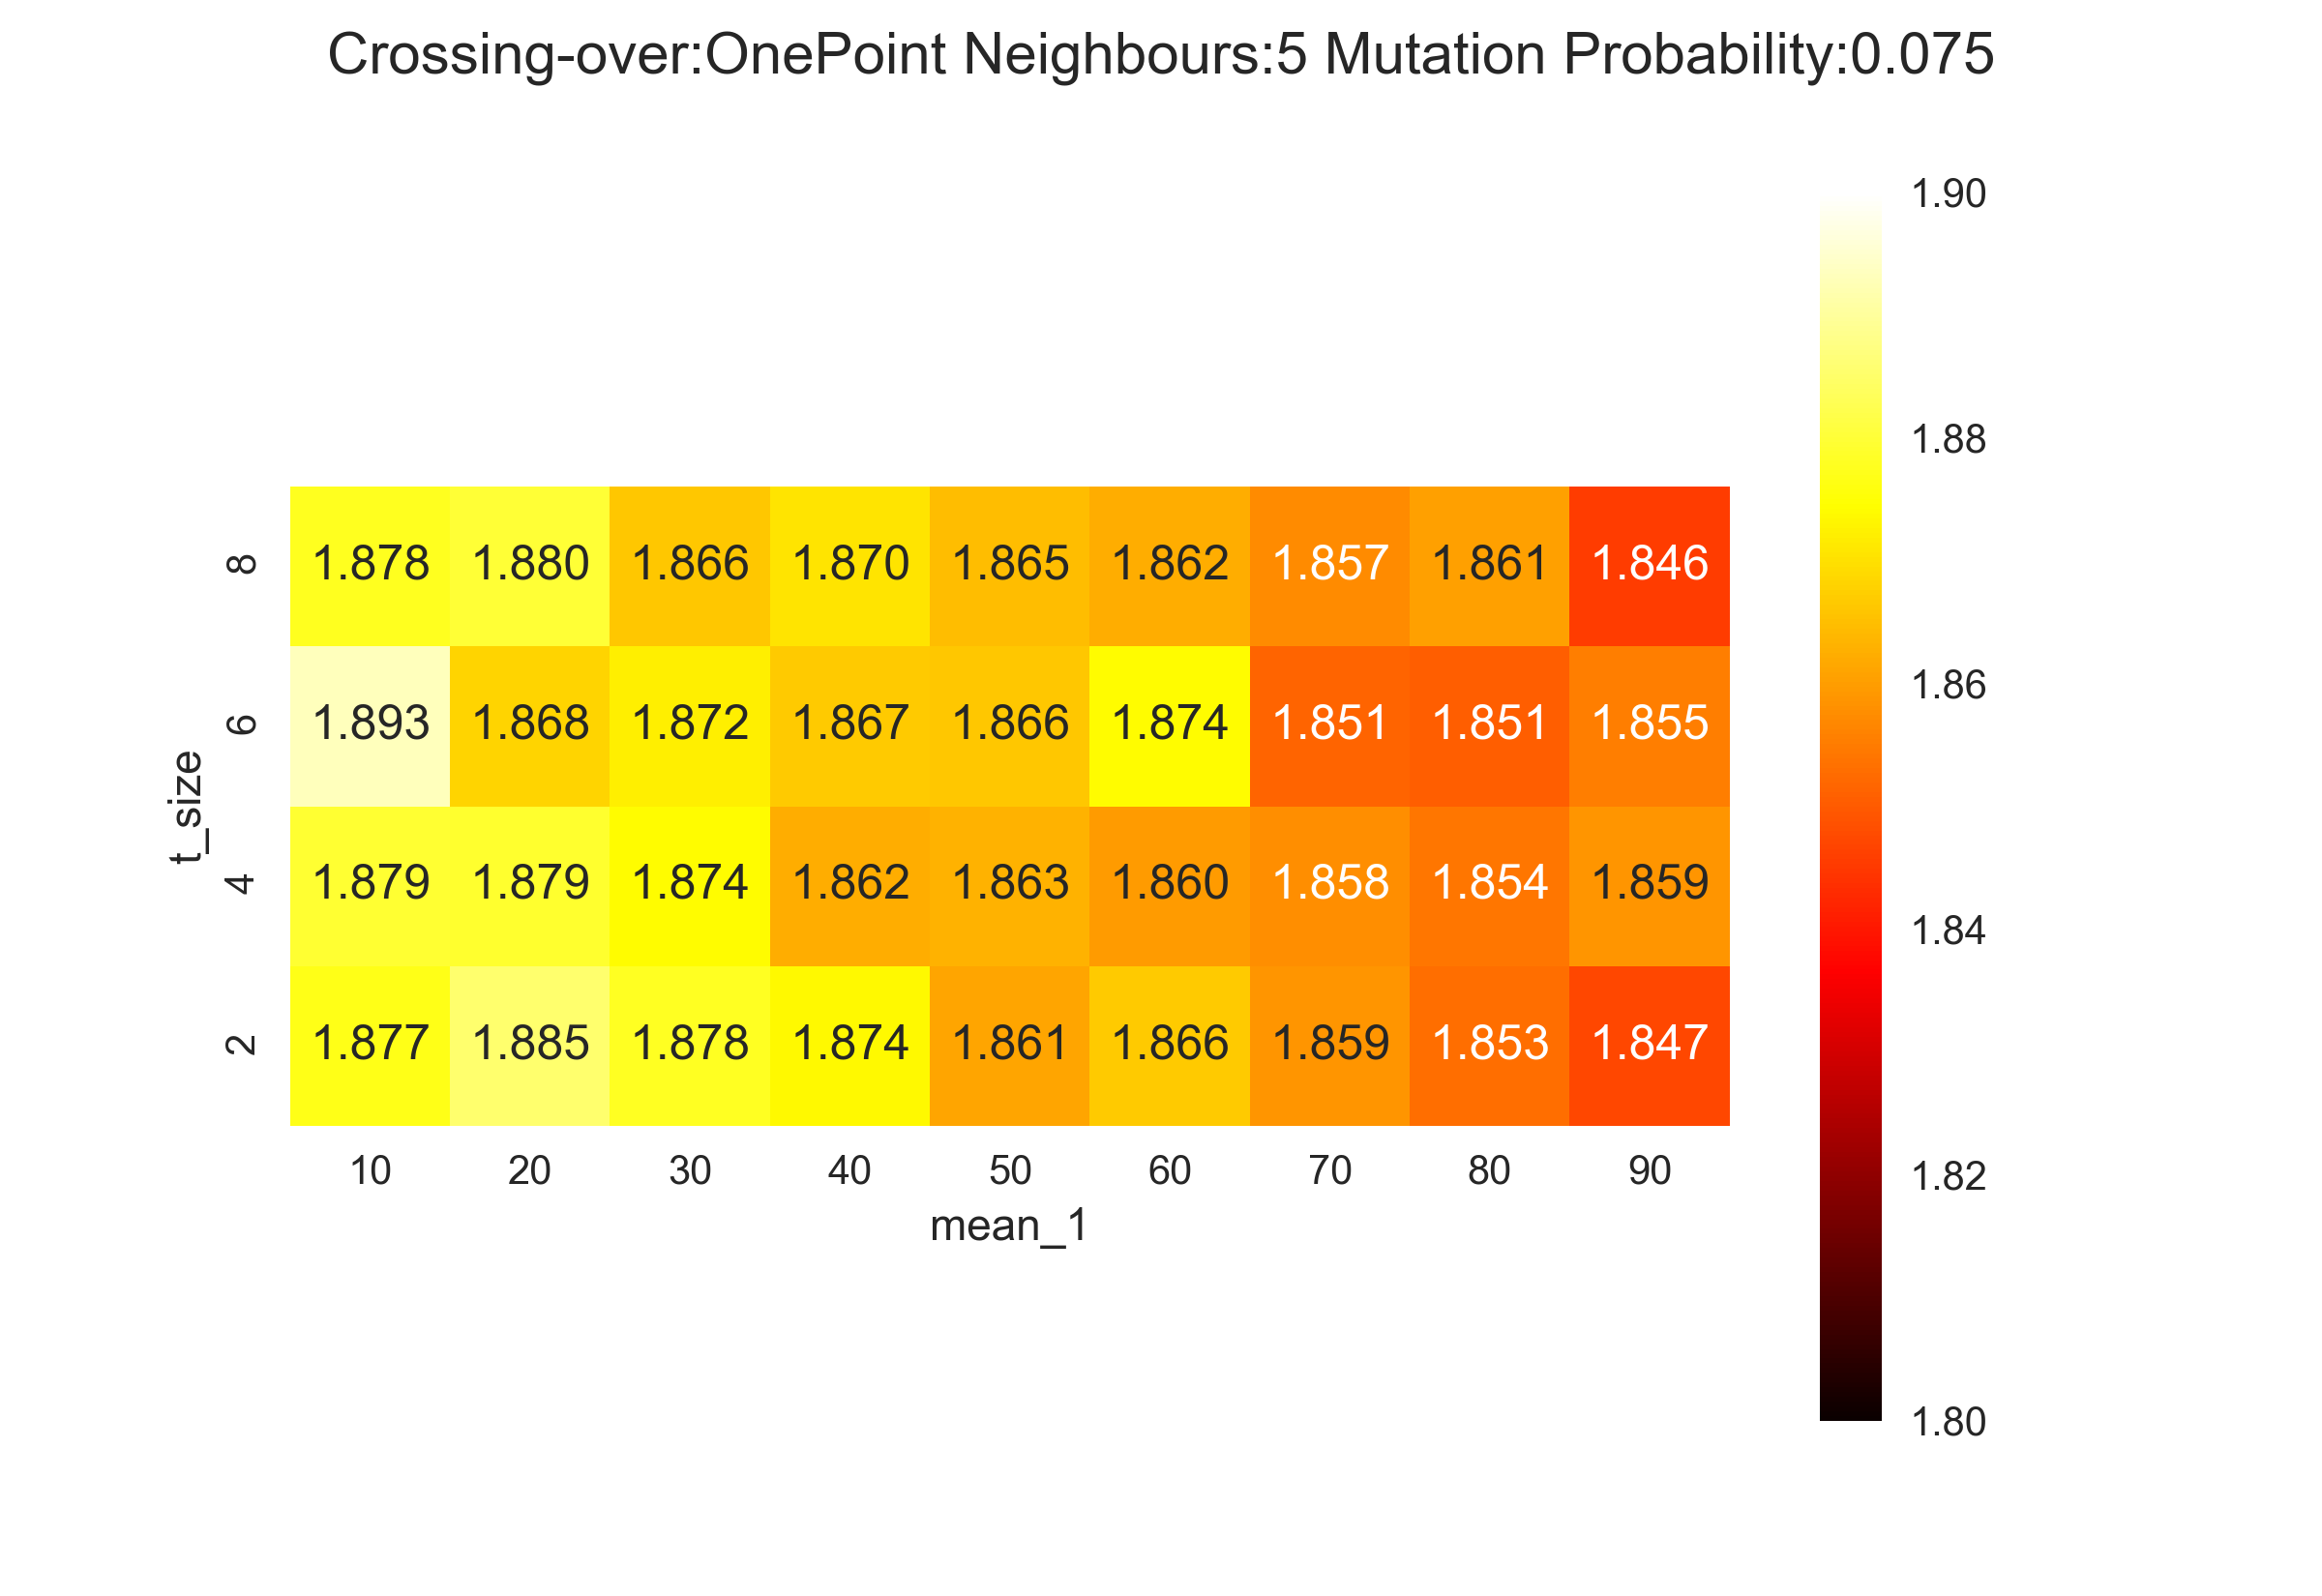 Crossing-over:OnePoint Neighbours:5 Mutation Probability:0.075
t_size
8 1.878 1.880 1.866 1.870 1.865 1.862 1.857 1.861 1.846
6 1.893 1.868 1.872 1.867 1.866 1.874 1.851 1.851 1.855
4 1.879 1.879 1.874 1.862 1.863 1.860 1.858 1.854 1.859
2 1.877 1.885 1.878 1.874 1.861 1.866 1.859 1.853 1.847
10 20 30 40 50 60 70 80 90
mean_1
1.90
1.88
1.86
1.84
1.82
1.80